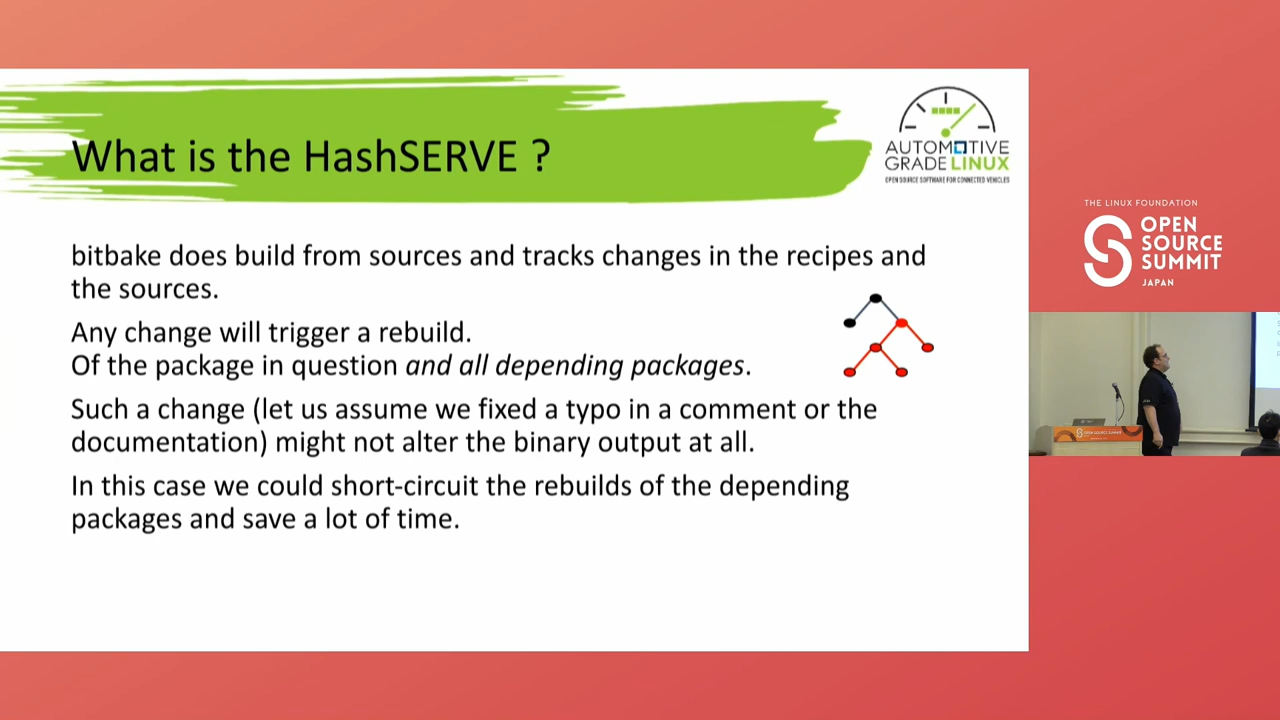 What is the HashSERVE ?
AUTOMOTIVE
GRADE LINUX
OPEN SOURCE SOFTWARE FOR CONNECTED VEHICLES
bitbake does build from sources and tracks changes in the recipes and
the sources.
Any change will trigger a rebuild.
Of the package in question and all depending packages.
Such a change (let us assume we fixed a typo in a comment or the
documentation) might not alter the binary output at all.
In this case we could short-circuit the rebuilds of the depending
packages and save a lot of time.
THE LINUX FOUNDATION
OPEN
SOURCE
SUMMIT
JAPAN
OPEN SOURCE SUMMIT